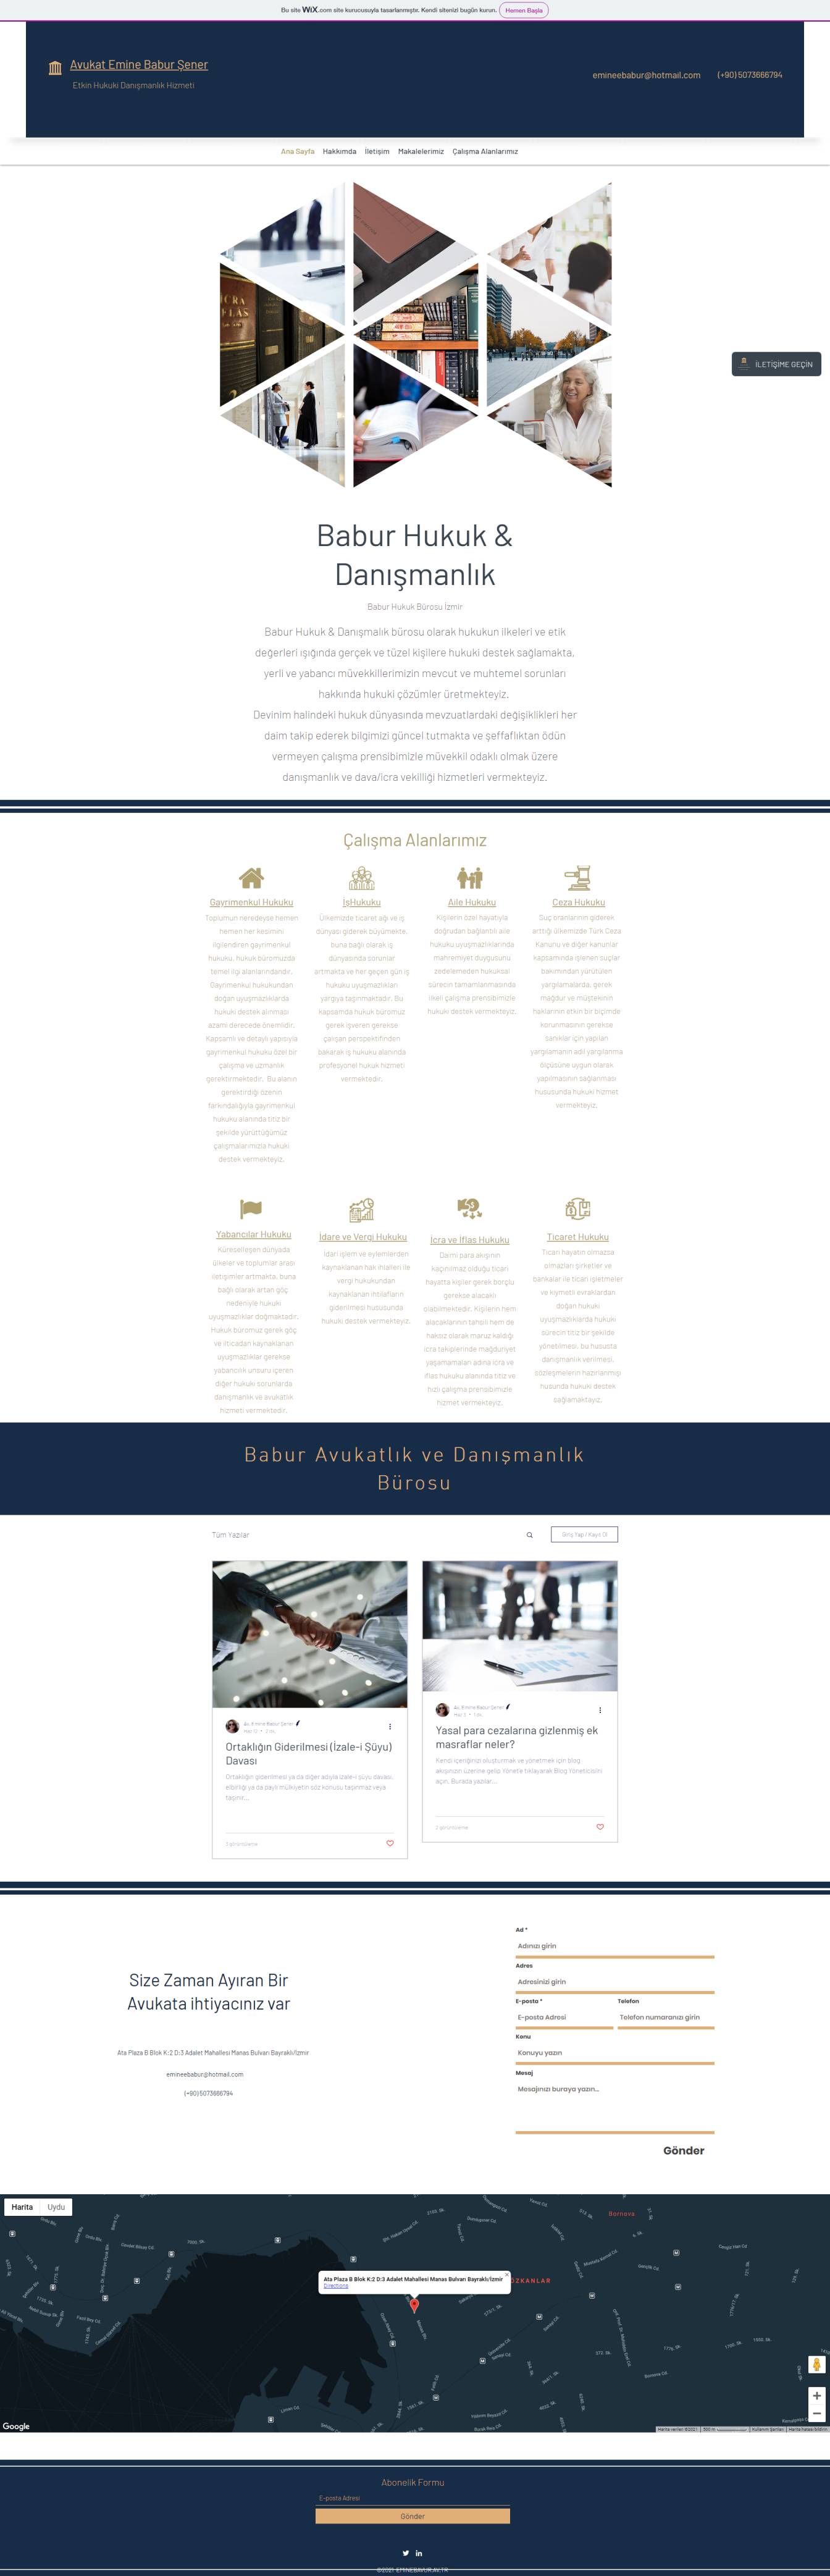 Bu site WiX.com site kurucusuyla tasarlanmıştır. Kendi sitenizi bugün kurun. Hemen Başla
Avukat Emine Babur Şener
Etkin Hukuki Danışmanlık Hizmeti
emineebabur@hotmail.com (+90)5073666794
Ana Sayfa Hakkımda İletişim Makalelerimiz Çalışma Alanlarımız
İLETİŞİME GEÇİN
Babur Hukuk &
Danışmanlık
Babur Hukuk Bürosu İzmir
Babur Hukuk & Danışmalık bürosu olarak hukukun ilkeleri ve etik
değerleri ışığında gerçek ve tüzel kişilere hukuki destek sağlamakta,
yerli ve yabancı müvekkillerimizin mevcut ve muhtemel sorunları
hakkında hukuki çözümler üretmekteyiz.
Devinim halindeki hukuk dünyasında mevzuatlardaki değişiklikleri her
daim takip ederek bilgimizi güncel tutmakta ve şeffaflıktan ödün
vermeyen çalışma prensibimizle müvekkil odaklı olmak üzere
danışmanlık ve dava/icra vekilliği hizmetleri vermekteyiz.
Çalışma Alanlarımız
Gayrimenkul Hukuku
Toplumun neredeyse hemen
hemen her kesimini
ilgilendiren gayrimenkul
hukuku, hukuk büromuzda
temel ilgi alanlarındandır.
Gayrimenkul hukukundan
doğan uyuşmazlıklarda
hukuki destek alınması
azami derecede önemlidir.
Kapsamlı ve detaylı yapısıyla
gayrimenkul hukuku özel bir
çalışma ve uzmanlık
gerektirmektedir. Bu alanın
gerektirdiği özenin
farkındalığıyla gayrimenkul
hukuku alanında titiz bir
şekilde yürüttüğümüz
çalışmalarımızla hukuki
destek vermekteyiz.
İşHukuku
Ülkemizde ticaret ağı ve iş
dünyası giderek büyümekte,
buna bağlı olarak iş
dünyasında sorunlar
artmakta ve her geçen gün iş
hukuku uyuşmazlıkları
yargıya taşınmaktadır. Bu
kapsamda hukuk büromuz
gerek işveren gerekse
çalışan perspektifinden
bakarak iş hukuku alanında
profesyonel hukuk hizmeti
vermektedir.
Aile Hukuku
Kişilerin özel hayatıyla
doğrudan bağlantılı aile
hukuku uyuşmazlıklarında
mahremiyet duygusunu
zedelemeden hukuksal
sürecin tamamlanmasında
ilkeli çalışma prensibimizle
hukuki destek vermekteyiz.
Ceza Hukuku
Suç oranlarının giderek
arttığı ülkemizde Türk Ceza
Kanunu ve diğer kanunlar
kapsamında işlenen suçlar
bakımından yürütülen
yargılamalarda, gerek
mağdur ve müştekinin
haklarının etkin bir biçimde
korunmasının gerekse
sanıklar için yapılan
yargılamanın adil yargılanma
ölçüsüne uygun olarak
yapılmasının sağlanması
hususunda hukuki hizmet
vermekteyiz.
Yabancılar Hukuku
Küreselleşen dünyada
ülkeler ve toplumlar arası
iletişimler artmakta, buna
bağlı olarak artan göç
nedeniyle hukuki
uyuşmazlıklar doğmaktadır.
Hukuk büromuz gerek göç
ve ilticadan kaynaklanan
uyuşmazlıklar gerekse
yabancılık unsuru içeren
diğer hukuki sorunlarda
danışmanlık ve avukatlık
hizmeti vermektedir.
İdare ve Vergi Hukuku
İdari işlem ve eylemlerden
kaynaklanan hak ihlalleri ile
vergi hukukundan
kaynaklanan ihtilafların
giderilmesi hususunda
hukuki destek vermekteyiz.
İcra ve İflas Hukuku
Daimi para akışının
kaçınılmaz olduğu ticari
hayatta kişiler gerek borçlu
gerekse alacaklı
olabilmektedir. Kişilerin hem
alacaklarının tahsili hem de
haksız olarak maruz kaldığı
icra takiplerinde mağduriyet
yaşamamaları adına icra ve
iflas hukuku alanında titiz ve
hızlı çalışma prensibimizle
hizmet vermekteyiz.
Ticaret Hukuku
Ticari hayatın olmazsa
olmazları şirketler ve
bankalar ile ticari işletmeler
ve kıymetli evraklardan
doğan hukuki
uyuşmazlıklarda hukuki
sürecin titiz bir şekilde
yönetilmesi, bu hususta
danışmanlık verilmesi,
sözleşmelerin hazırlanmaşı
husunda hukuki destek
sağlamaktayız.
Babur Avukatlık ve Danışmanlık
Bürosu
Tüm Yazılar
Giriş Yap / Kayıt Ol
Av. Emine Babur Şener
Ortaklığın Giderilmesi (İzale-i Şüyu)
Davası
Ortaklığın giderilmesi ya da diğer adıyla izale-i şüyu davası,
elbirliği ya da paylı mülkiyetin söz konusu taşınmaz veya
taşınır...
Av. Emine Babur Şener
Yasal para cezalarına gizlenmiş ek
masraflar neler?
Kendi içeriğinizi oluşturmak ve yönetmek için blog
akışınızın üzerine gelip Yönet'e tıklayarak Blog Yöneticisi'ni
açın. Burada yazılar...
3 görüntüleme
2 görüntüleme
Size Zaman Ayıran Bir
Avukata ihtiyacınız var
Ata Plaza B Blok K:2 D:3 Adalet Mahallesi Manas Bulvarı Bayraklı/İzmir
emineebabur@hotmail.com
(+90)5073666794
Ad *
Adınızı girin
Adres
Adresinizi girin
E-posta * Telefon
E-posta Adresi Telefon numaranızı girin
Konu
Konuyu yazın
Mesaj
Mesajınızı buraya yazın...
Gönder
Harita Uydu
Bornova
Ata Plaza B Blok K:2 D:3 Adalet Mahallesi Manas Bulvarı Bayraklı/İzmir
Directions
ÖZKANLAR
Google
Abonelik Formu
E-posta Adresi
Gönder
©2021, EMINEBABUR.AV.TR